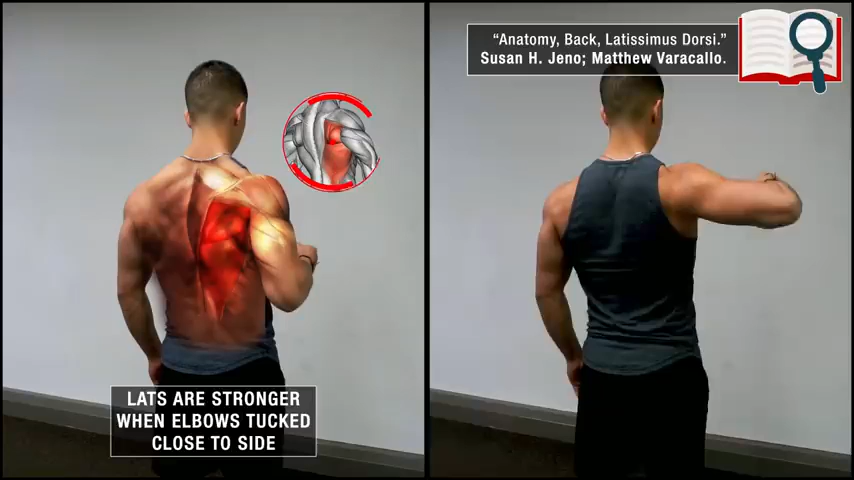 “Anatomy, Back, Latissimus Dorsi.”
Susan H. Jeno; Matthew Varacallo.
LATS ARE STRONGER
WHEN ELBOWS TUCKED
CLOSE TO SIDE